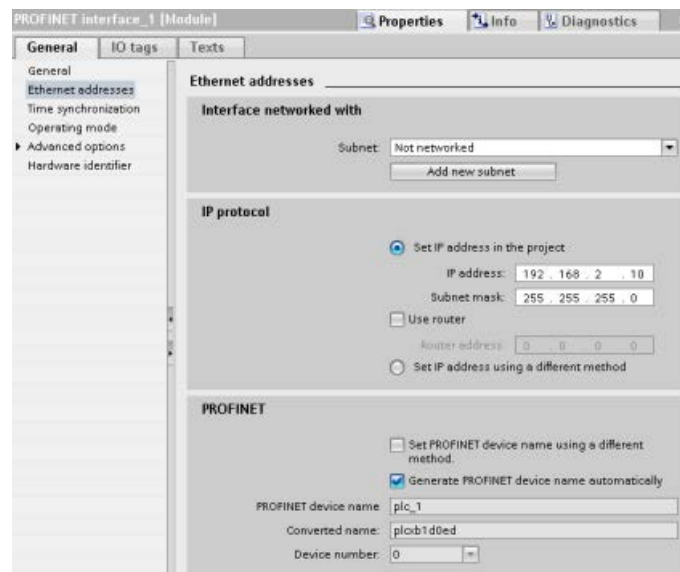 PROFINET interface_1 [Module]
Properties
Info
Diagnostics
General
IO tags
Texts
General
Ethernet addresses
Time synchronization
Operating mode
Advanced options
Hardware identifier
Ethernet addresses
Interface networked with
Subnet: Not networked
Add new subnet
IP protocol
Set IP address in the project
IP address: 192 . 168 . 2 . 10
Subnet mask: 255 . 255 . 255 . 0
Use router
Router address: 0 . 0 . 0 . 0
Set IP address using a different method
PROFINET
Set PROFINET device name using a different
method.
Generate PROFINET device name automatically
PROFINET device name plc_1
Converted name: plcxb1d0ed
Device number: 0